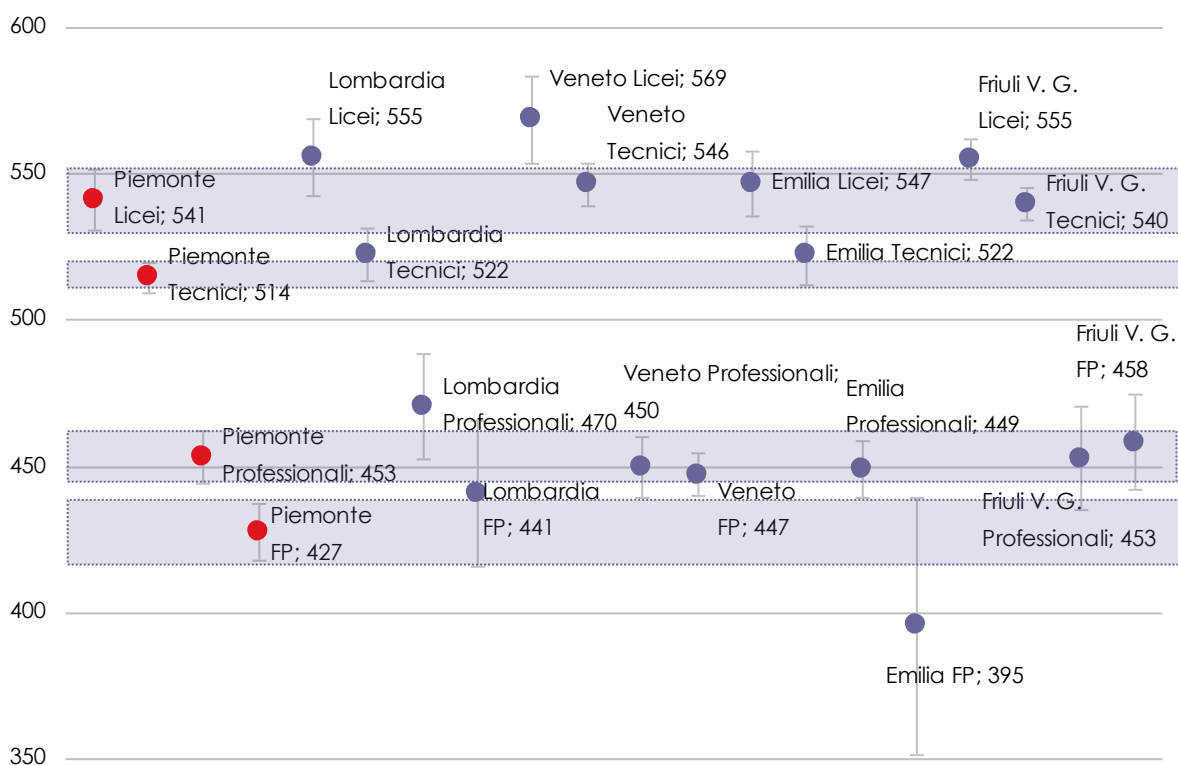 600
Lombardia
Licei; 555
Veneto Licei; 569
Veneto
Tecnici; 546
Friuli V. G.
Licei; 555
550
Piemonte
Licei; 541
Emilia Licei; 547
Friuli V. G.
Tecnici; 540
Piemonte
Tecnici; 514
Lombardia
Tecnici; 522
Emilia Tecnici; 522
500
Lombardia
Professionali; 470
Veneto Professionali;
450
Emilia
Professionali; 449
Friuli V. G.
FP; 458
Piemonte
Professionali; 453
450
Piemonte
FP; 427
Lombardia
FP; 441
Veneto
FP; 447
Friuli V. G.
Professionali; 453
400
Emilia FP; 395
350